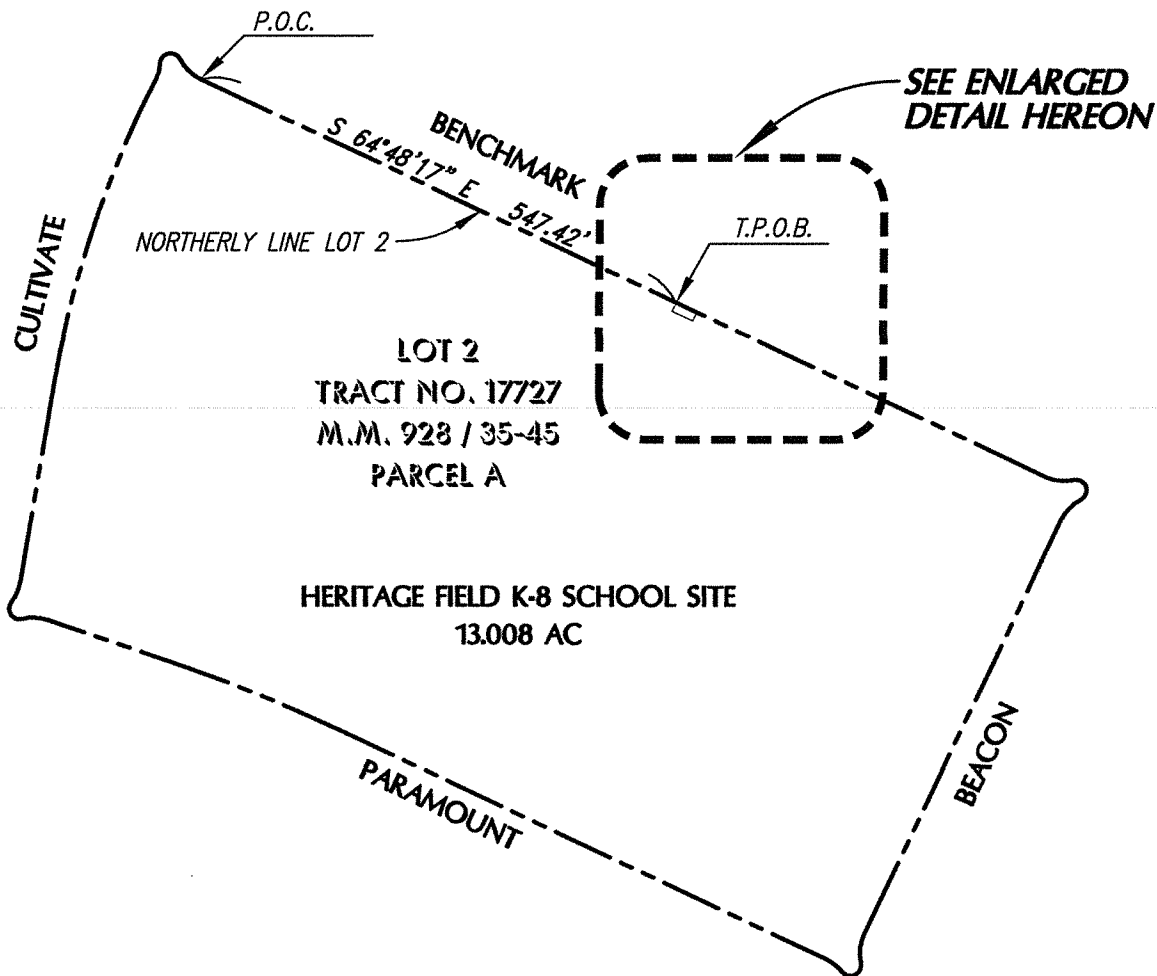 P.O.C.
SEE ENLARGED
DETAIL HEREON
BENCHMARK
S 64°48'17" E 547.42'
NORTHERLY LINE LOT 2
T.P.O.B.
CULTIVATE
LOT 2
TRACT NO. 17727
M.M. 928 / 35-45
PARCEL A
HERITAGE FIELD K-8 SCHOOL SITE
13.008 AC
BEACON
PARAMOUNT